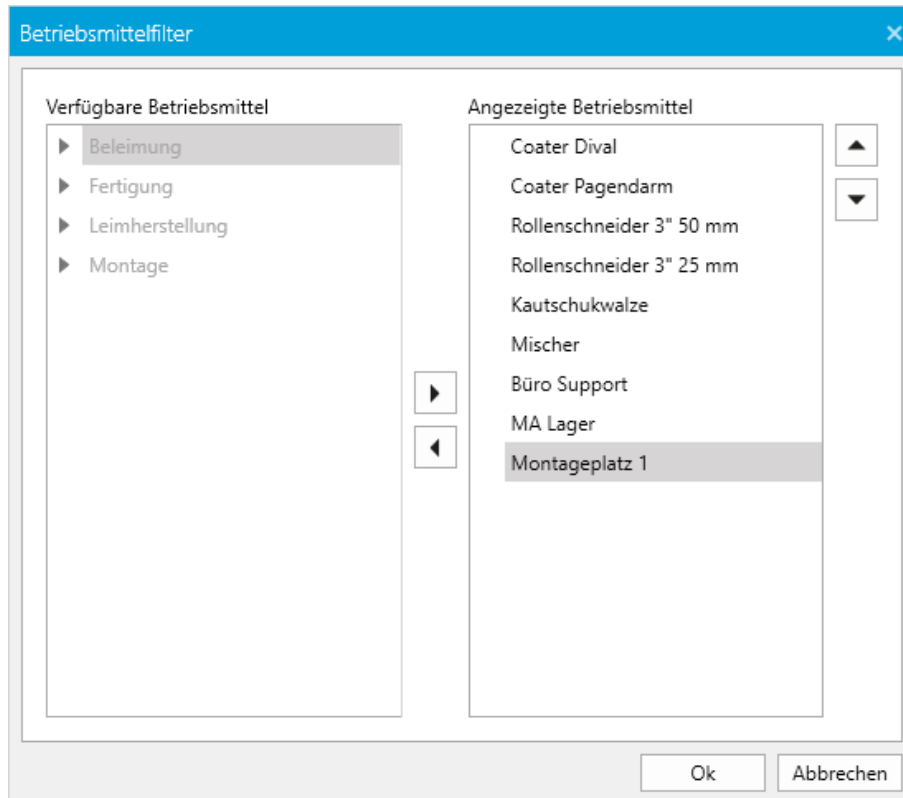 Betriebsmittelfilter
Verfügbare Betriebsmittel
Beleimung
Fertigung
Leimherstellung
Montage
Angezeigte Betriebsmittel
Coater Dival
Coater Pagendarm
Rollenschneider 3" 50 mm
Rollenschneider 3" 25 mm
Kautschukwalze
Mischer
Büro Support
MA Lager
Montageplatz 1
Ok
Abbrechen